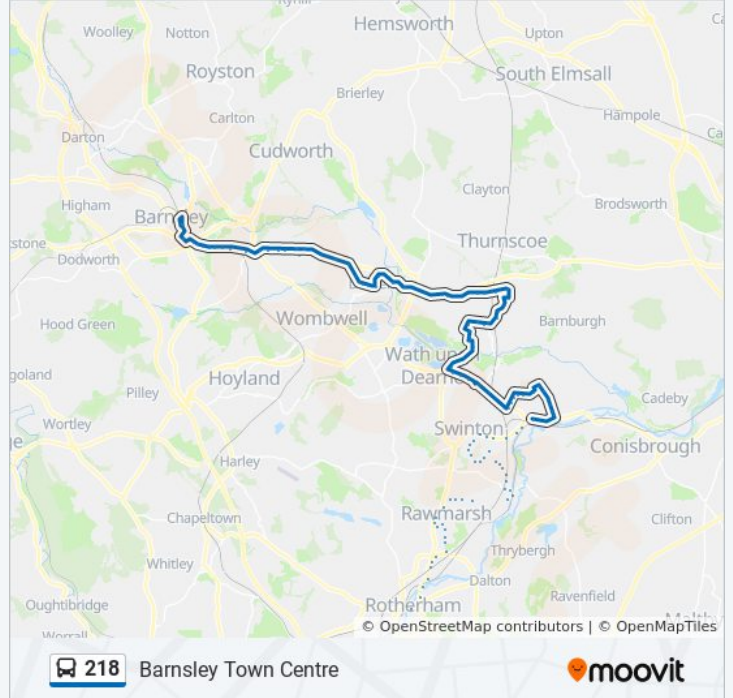 Hemsworth
Woolley
Notton
Upton
Royston
South Elmsall
Brierley
Carlton
Hampole
Darton
Cudworth
Clayton
Higham
Barnsley
Brodsworth
Thurnscoe
Dodworth
Hood Green
Wombwell
Barnburgh
Wath upon
Dearne
Hoyland
Pilley
Cadeby
Wortley
Swinton
Conisbrough
Harley
Chapeltown
Rawmarsh
Clifton
Thrybergh
Whitley
Dalton
Ravenfield
Oughtibridge
Rotherham
© OpenStreetMap contributors | © OpenMapTiles
218 Barnsley Town Centre
moovit